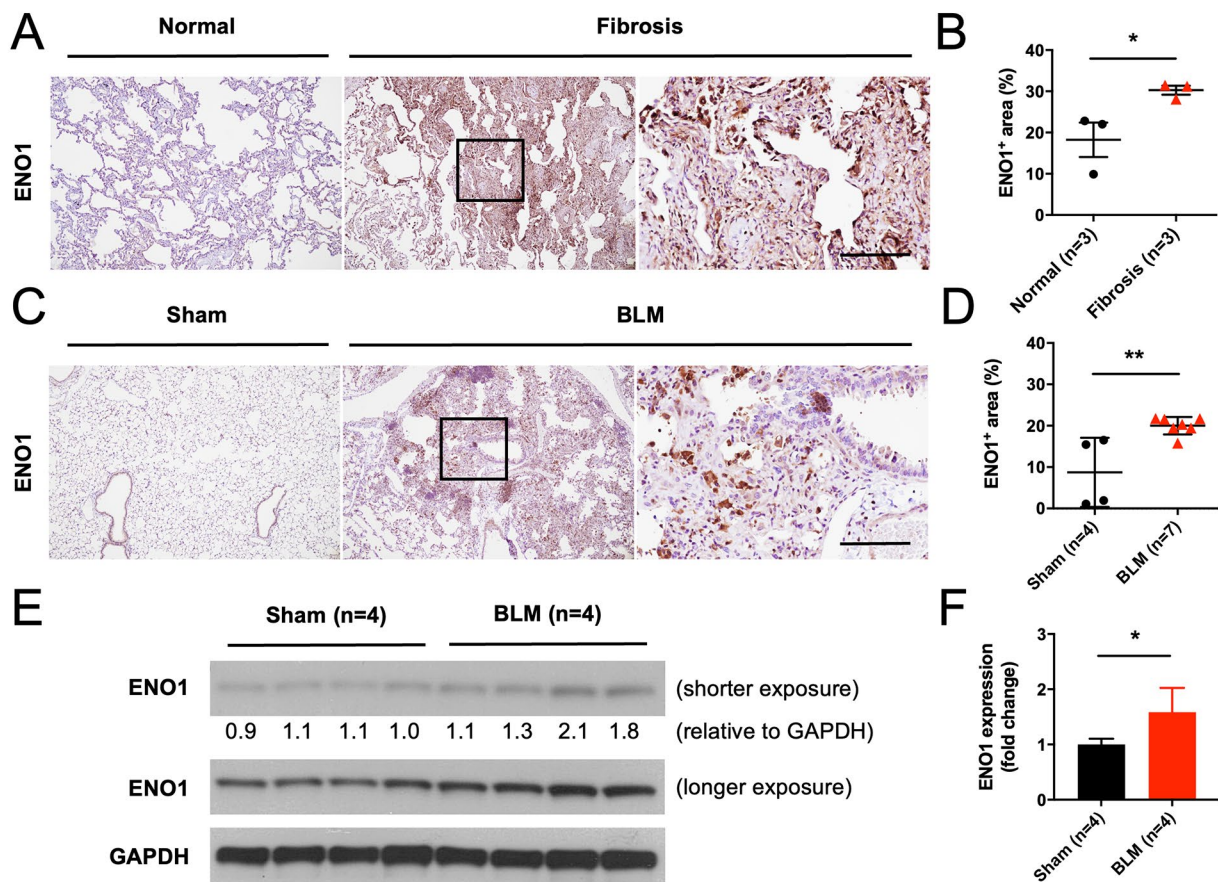 A
Normal
Fibrosis
ENO1
B
ENO1+ area (%)
40
30
20
10
0
*
Normal (n=3)
Fibrosis (n=3)
C
Sham
BLM
ENO1
D
ENO1+ area (%)
40
30
20
10
0
**
Sham (n=4)
BLM (n=7)
E
Sham (n=4)
BLM (n=4)
ENO1
(shorter exposure)
0.9 1.1 1.1 1.0 1.1 1.3 2.1 1.8 (relative to GAPDH)
ENO1
(longer exposure)
GAPDH
F
ENO1 expression
(fold change)
3
2
1
0
*
Sham (n=4)
BLM (n=4)